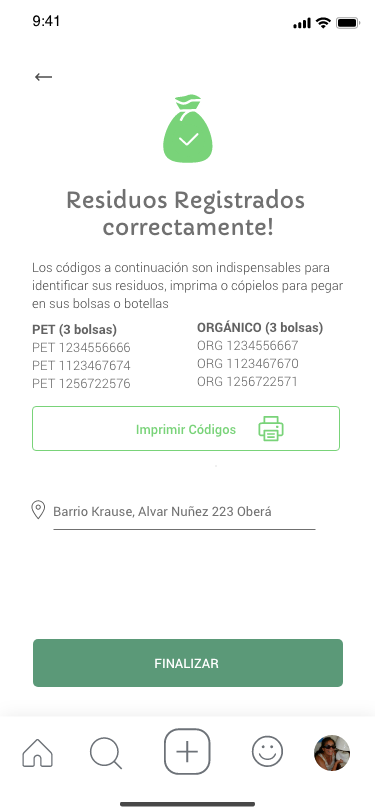 9:41
Residuos Registrados
correctamente!
Los códigos a continuación son indispensables para
identificar sus residuos, imprima o cópielos para pegar
en sus bolsas o botellas
PET (3 bolsas)
PET 1234556666
PET 1123467674
PET 1256722576
ORGÁNICO (3 bolsas)
ORG 1234556667
ORG 1123467670
ORG 1256722571
Imprimir Códigos
Barrio Krause, Alvar Nuñez 223 Oberá
FINALIZAR